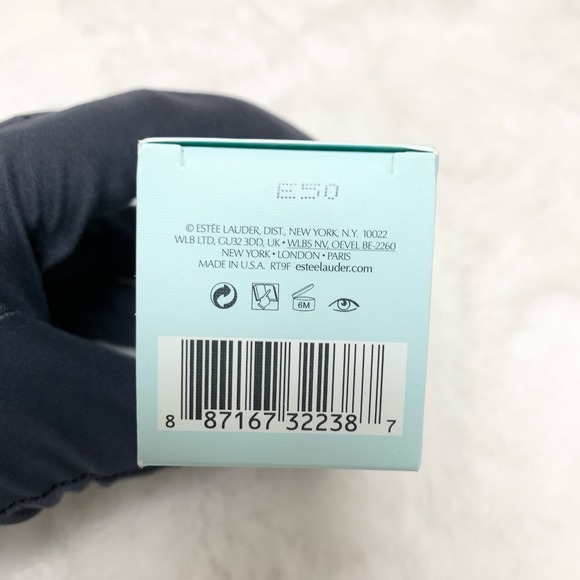 E50
© ESTÉE LAUDER, DIST., NEW YORK, N.Y. 10022
WLB LTD, GU32 3DD, UK • WLBS NV, OEVEL BE-2260
NEW YORK • LONDON • PARIS
MADE IN U.S.A. RT9F esteelauder.com
6M
8 87167 32238 7